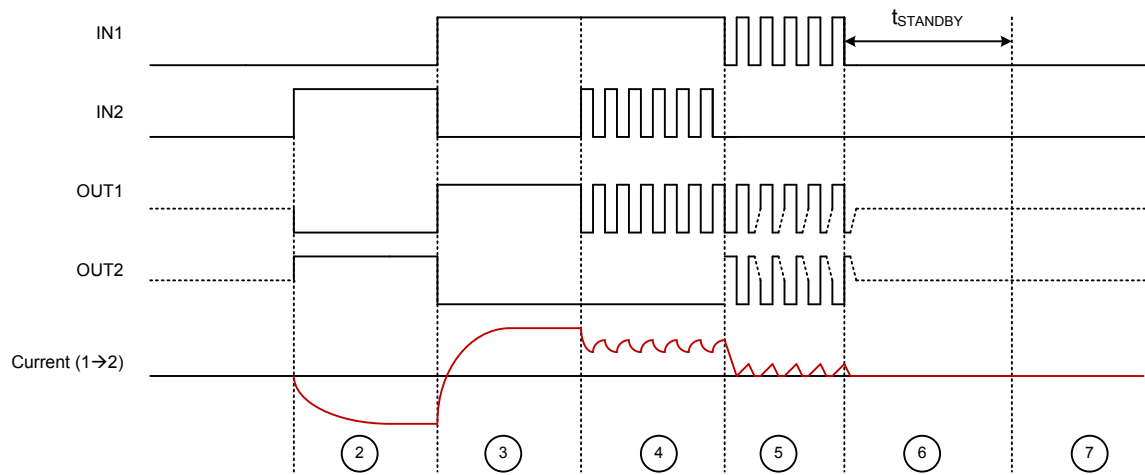 IN1
tSTANDBY
IN2
OUT1
OUT2
Current (1→2)
2
3
4
5
6
7